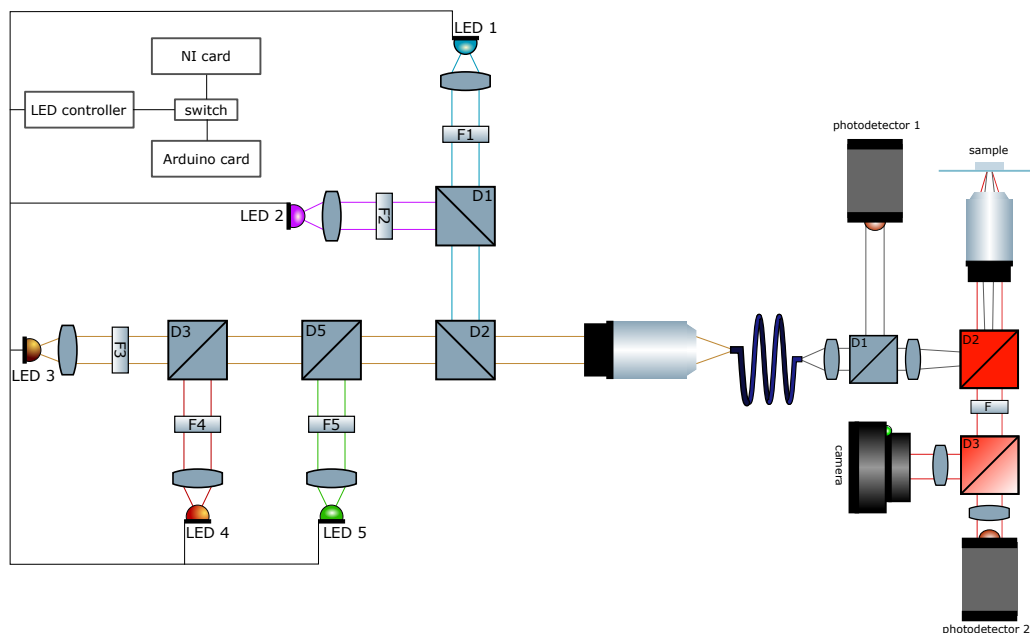 LED 1
NI card
LED controller
switch
Arduino card
F1
photodetector 1
sample
D1
LED 2
F2
D3
D5
D2
D1
D2
F3
LED 3
F
F4
F5
D3
camera
LED 4
LED 5
photodetector 2